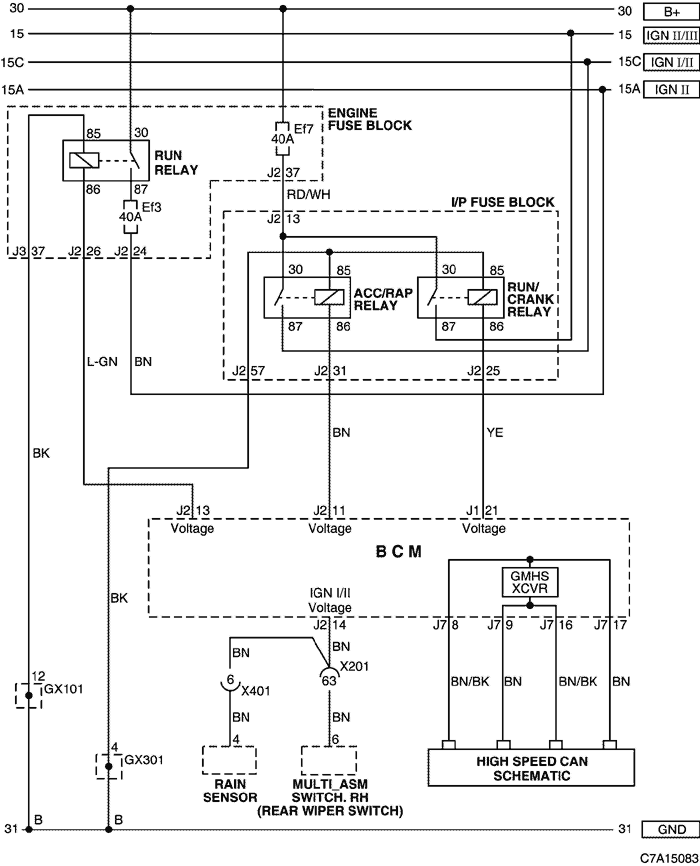 30 30 B+
15 15 IGN II/III
15C 15C IGN I/II
15A 15A IGN II
ENGINE
FUSE BLOCK
85 30
RUN
RELAY
86 87
Ef3
40A
Ef7
40A
J2 37
RD/WH
J3 37 J2 26 J2 24
I/P FUSE BLOCK
J2 13
30 85
ACC/RAP
RELAY
87 86
30 85
RUN/
CRANK
RELAY
87 86
J2 57 J2 31 J2 25
L-GN BN
BK
BN YE
J2 13 J2 11 J1 21
Voltage Voltage Voltage
BCM
GMHS
XCVR
IGN I/II
Voltage
J2 14 J7 8 J7 9 J7 16 J7 17
BK
BN BN
X201
6 X401 63
BN/BK BN BN/BK BN
12
GX101
BN BN
4
GX301
4 6
RAIN
SENSOR
MULTI_ASM
SWITCH. RH
(REAR WIPER SWITCH)
HIGH SPEED CAN
SCHEMATIC
31 B B 31 GND
C7A15083